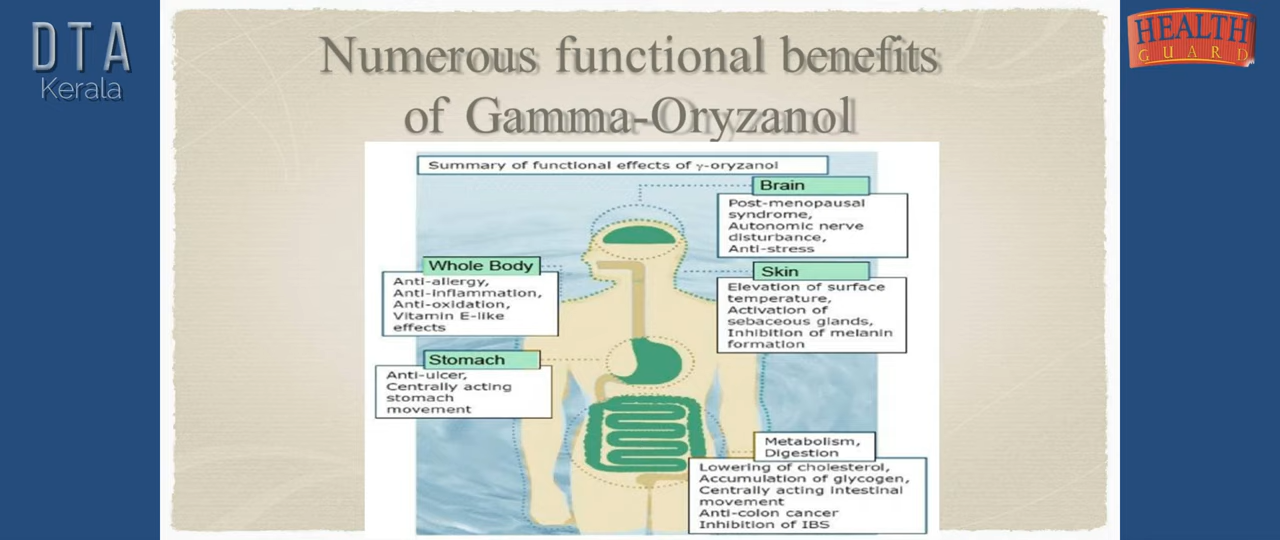 DTA
Kerala
HEALTH
GUARD
Numerous functional benefits
of Gamma-Oryzanol
Summary of functional effects of γ-oryzanol
Brain
Post-menopausal
syndrome,
Autonomic nerve
disturbance,
Anti-stress
Whole Body
Anti-allergy,
Anti-inflammation,
Anti-oxidation,
Vitamin E-like
effects
Skin
Elevation of surface
temperature,
Activation of
sebaceous glands,
Inhibition of melanin
formation
Stomach
Anti-ulcer,
Centrally acting
stomach
movement
Metabolism,
Digestion
Lowering of cholesterol,
Accumulation of glycogen,
Centrally acting intestinal
movement
Anti-colon cancer
Inhibition of IBS